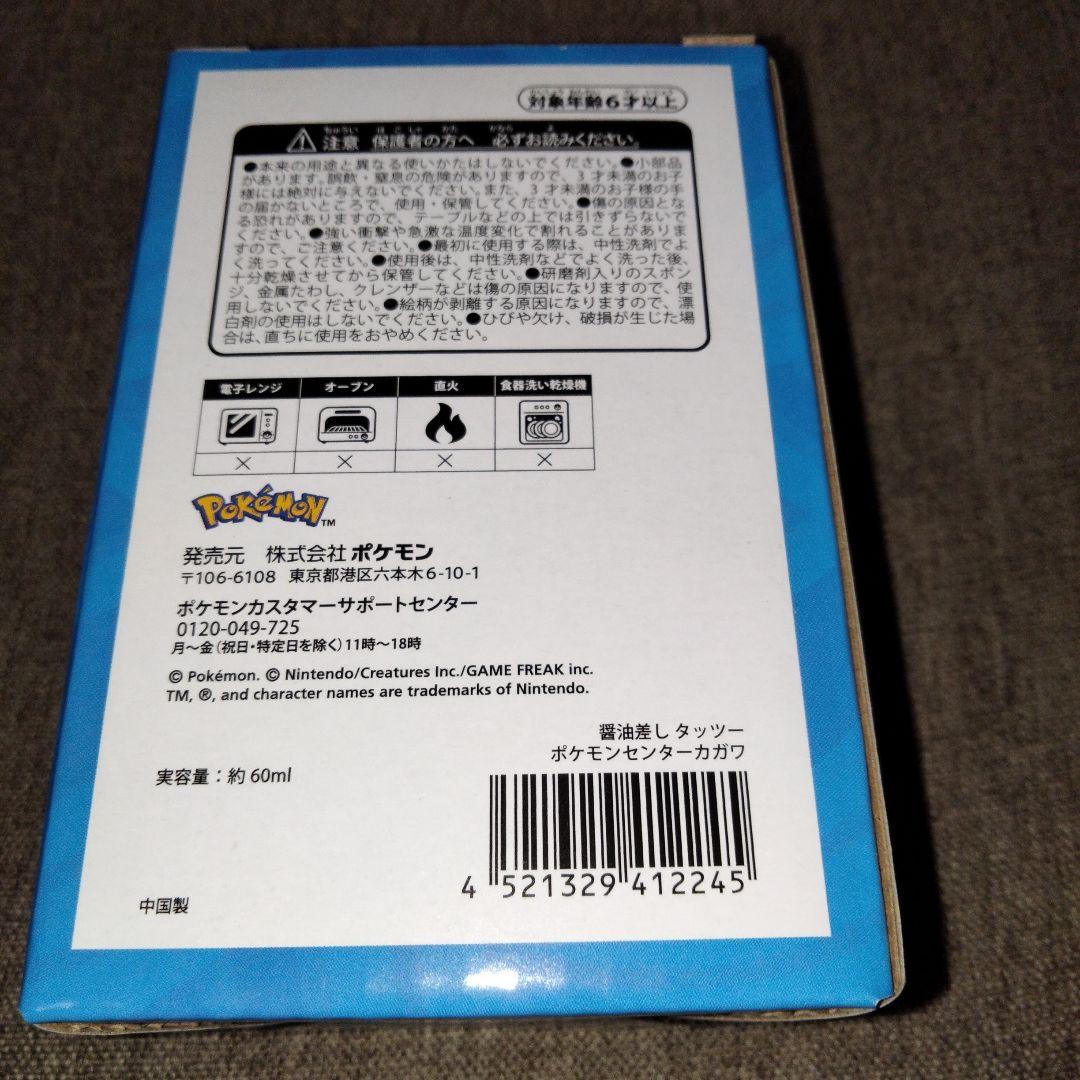 対象年齢6才以上
注意 保護者の方へ 必ずお読みください。
●本来の用途と異なる使いかたはしないでください。●小部品
があります。誤飲・窒息の危険がありますので、3才未満のお子
様には絶対に与えないでください。また、3才未満のお子様の手
の届かないところで、使用・保管してください。●傷の原因とな
る恐れがありますので、テーブルなどの上では引きずらないで
ください。●強い衝撃や急激な温度変化で割れることがありま
すので、ご注意ください。●最初に使用する際は、中性洗剤でよ
く洗ってください。●使用後は、中性洗剤などでよく洗った後、
十分乾燥させてから保管してください。●研磨剤入りのスポン
ジ、金属たわし、クレンザーなどは傷の原因になりますので、使
用しないでください。●絵柄が剥離する原因になりますので、漂
白剤の使用はしないでください。●ひびや欠け、破損が生じた場
合は、直ちに使用をおやめください。
電子レンジ オーブン 直火 食器洗い乾燥機
× × × ×
POKéMON TM
発売元 株式会社ポケモン
〒106-6108 東京都港区六本木6-10-1
ポケモンカスタマーサポートセンター
0120-049-725
月～金(祝日・特定日を除く)11時～18時
© Pokémon. © Nintendo/Creatures Inc./GAME FREAK inc.
TM, ®, and character names are trademarks of Nintendo.
醤油差し タッツー
ポケモンセンターカガワ
実容量：約 60ml
4 521329 412245
中国製